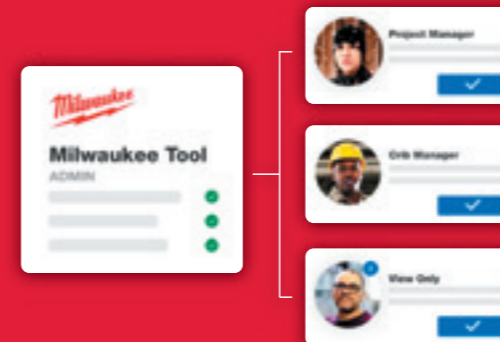 Milwaukee
Milwaukee Tool
ADMIN
Project Manager
Crib Manager
View Only